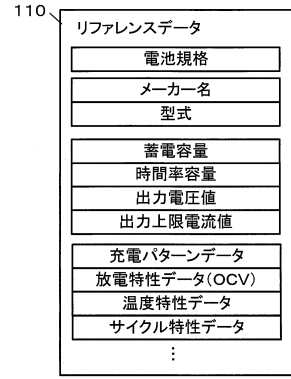 110
リファレンスデータ
電池規格
メーカー名
型式
蓄電容量
時間率容量
出力電圧値
出力上限電流値
充電パターンデータ
放電特性データ(OCV)
温度特性データ
サイクル特性データ
⋮